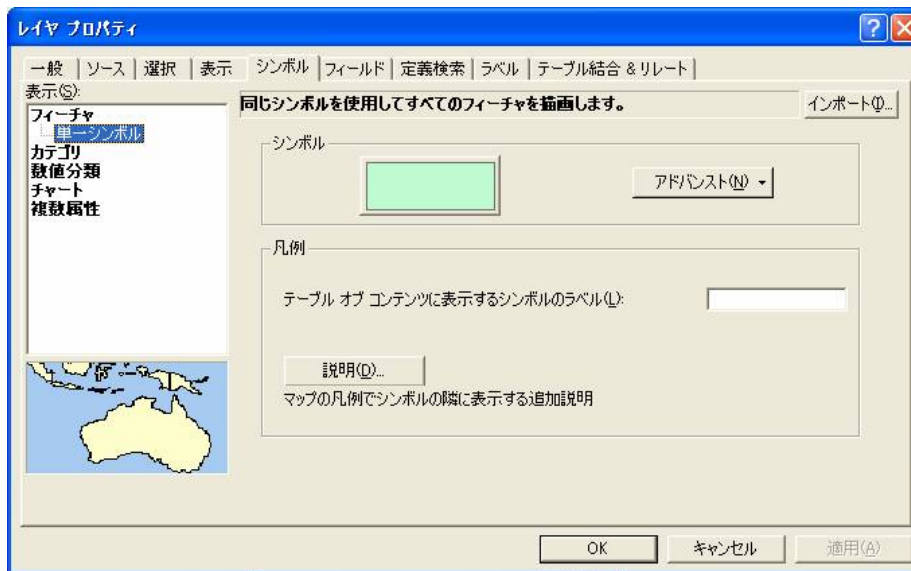 レイヤ プロパティ
一般 ソース 選択 表示 シンボル フィールド 定義検索 ラベル テーブル結合 & リレート
表示(S):
フィーチャ
単一シンボル
カテゴリ
数値分類
チャート
複数属性
同じシンボルを使用してすべてのフィーチャを描画します。
インポート(I)...
シンボル
アドバンスト(N)
凡例
テーブル オブ コンテンツに表示するシンボルのラベル(L):
説明(D)...
マップの凡例でシンボルの隣に表示する追加説明
OK
キャンセル
適用(A)